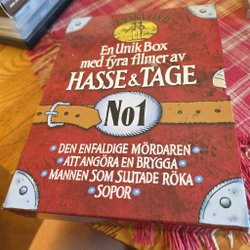 En Unik Box
med fyra filmer av
HASSE & TAGE
No1
• DEN ENFALDIGE MÖRDAREN
• ATT ANGÖRA EN BRYGGA •
MANNEN SOM SLUTADE RÖKA
• SOPOR •